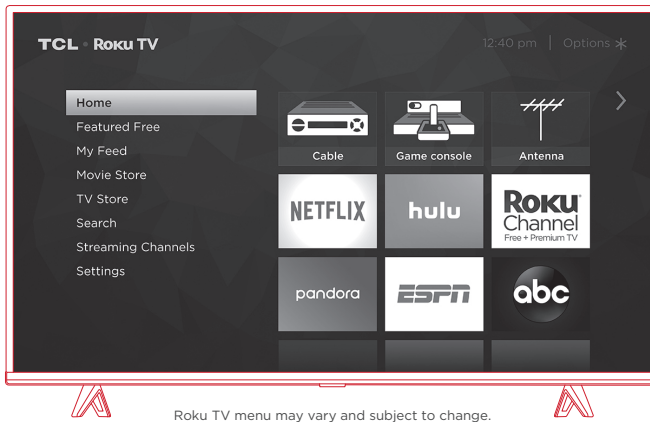 TCL • Roku TV
12:40 pm | Options
Home
Featured Free
My Feed
Movie Store
TV Store
Search
Streaming Channels
Settings
Cable
Game console
Antenna
NETFLIX
hulu
Roku
Channel
Free + Premium TV
pandora
ESPN
abc
Roku TV menu may vary and subject to change.